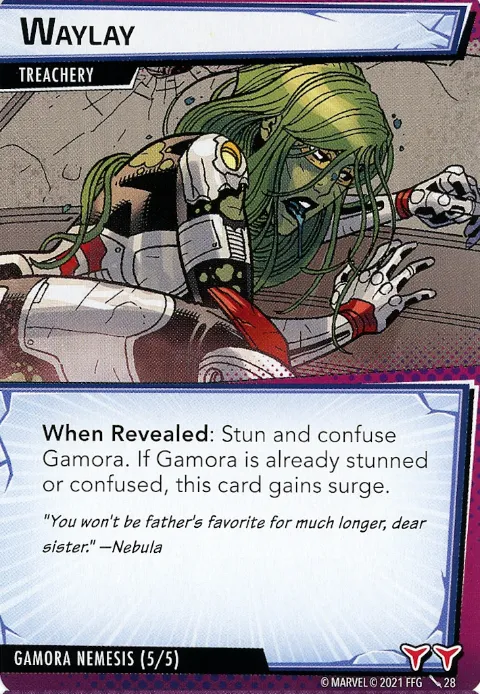 WAYLAY
TREACHERY
When Revealed: Stun and confuse
Gamora. If Gamora is already stunned
or confused, this card gains surge.
"You won't be father's favorite for much longer, dear
sister." —Nebula
GAMORA NEMESIS (5/5)
© MARVEL © 2021 FFG 28